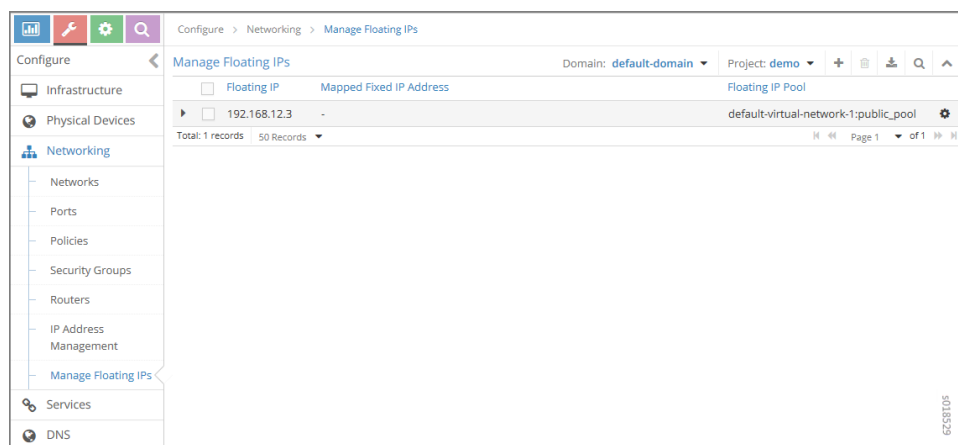 Configure > Networking > Manage Floating IPs
Configure
Infrastructure
Physical Devices
Networking
Networks
Ports
Policies
Security Groups
Routers
IP Address
Management
Manage Floating IPs
Services
DNS
Manage Floating IPs Domain: default-domain Project: demo
Floating IP Mapped Fixed IP Address Floating IP Pool
192.168.12.3 - default-virtual-network-1:public_pool
Total: 1 records 50 Records Page 1 of 1
s018529